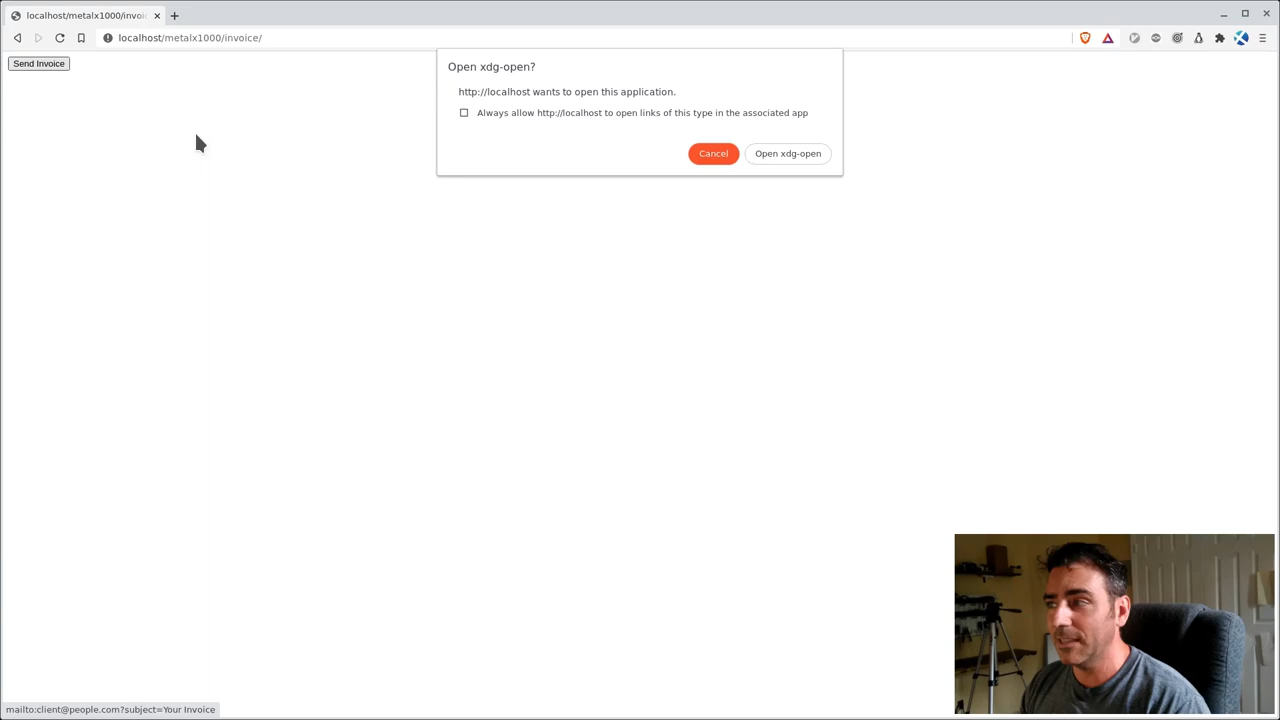 localhost/metalx1000/invoi
localhost/metalx1000/invoice/
Send Invoice
Open xdg-open?
http://localhost wants to open this application.
Always allow http://localhost to open links of this type in the associated app
Cancel
Open xdg-open
mailto:client@people.com?subject=Your Invoice